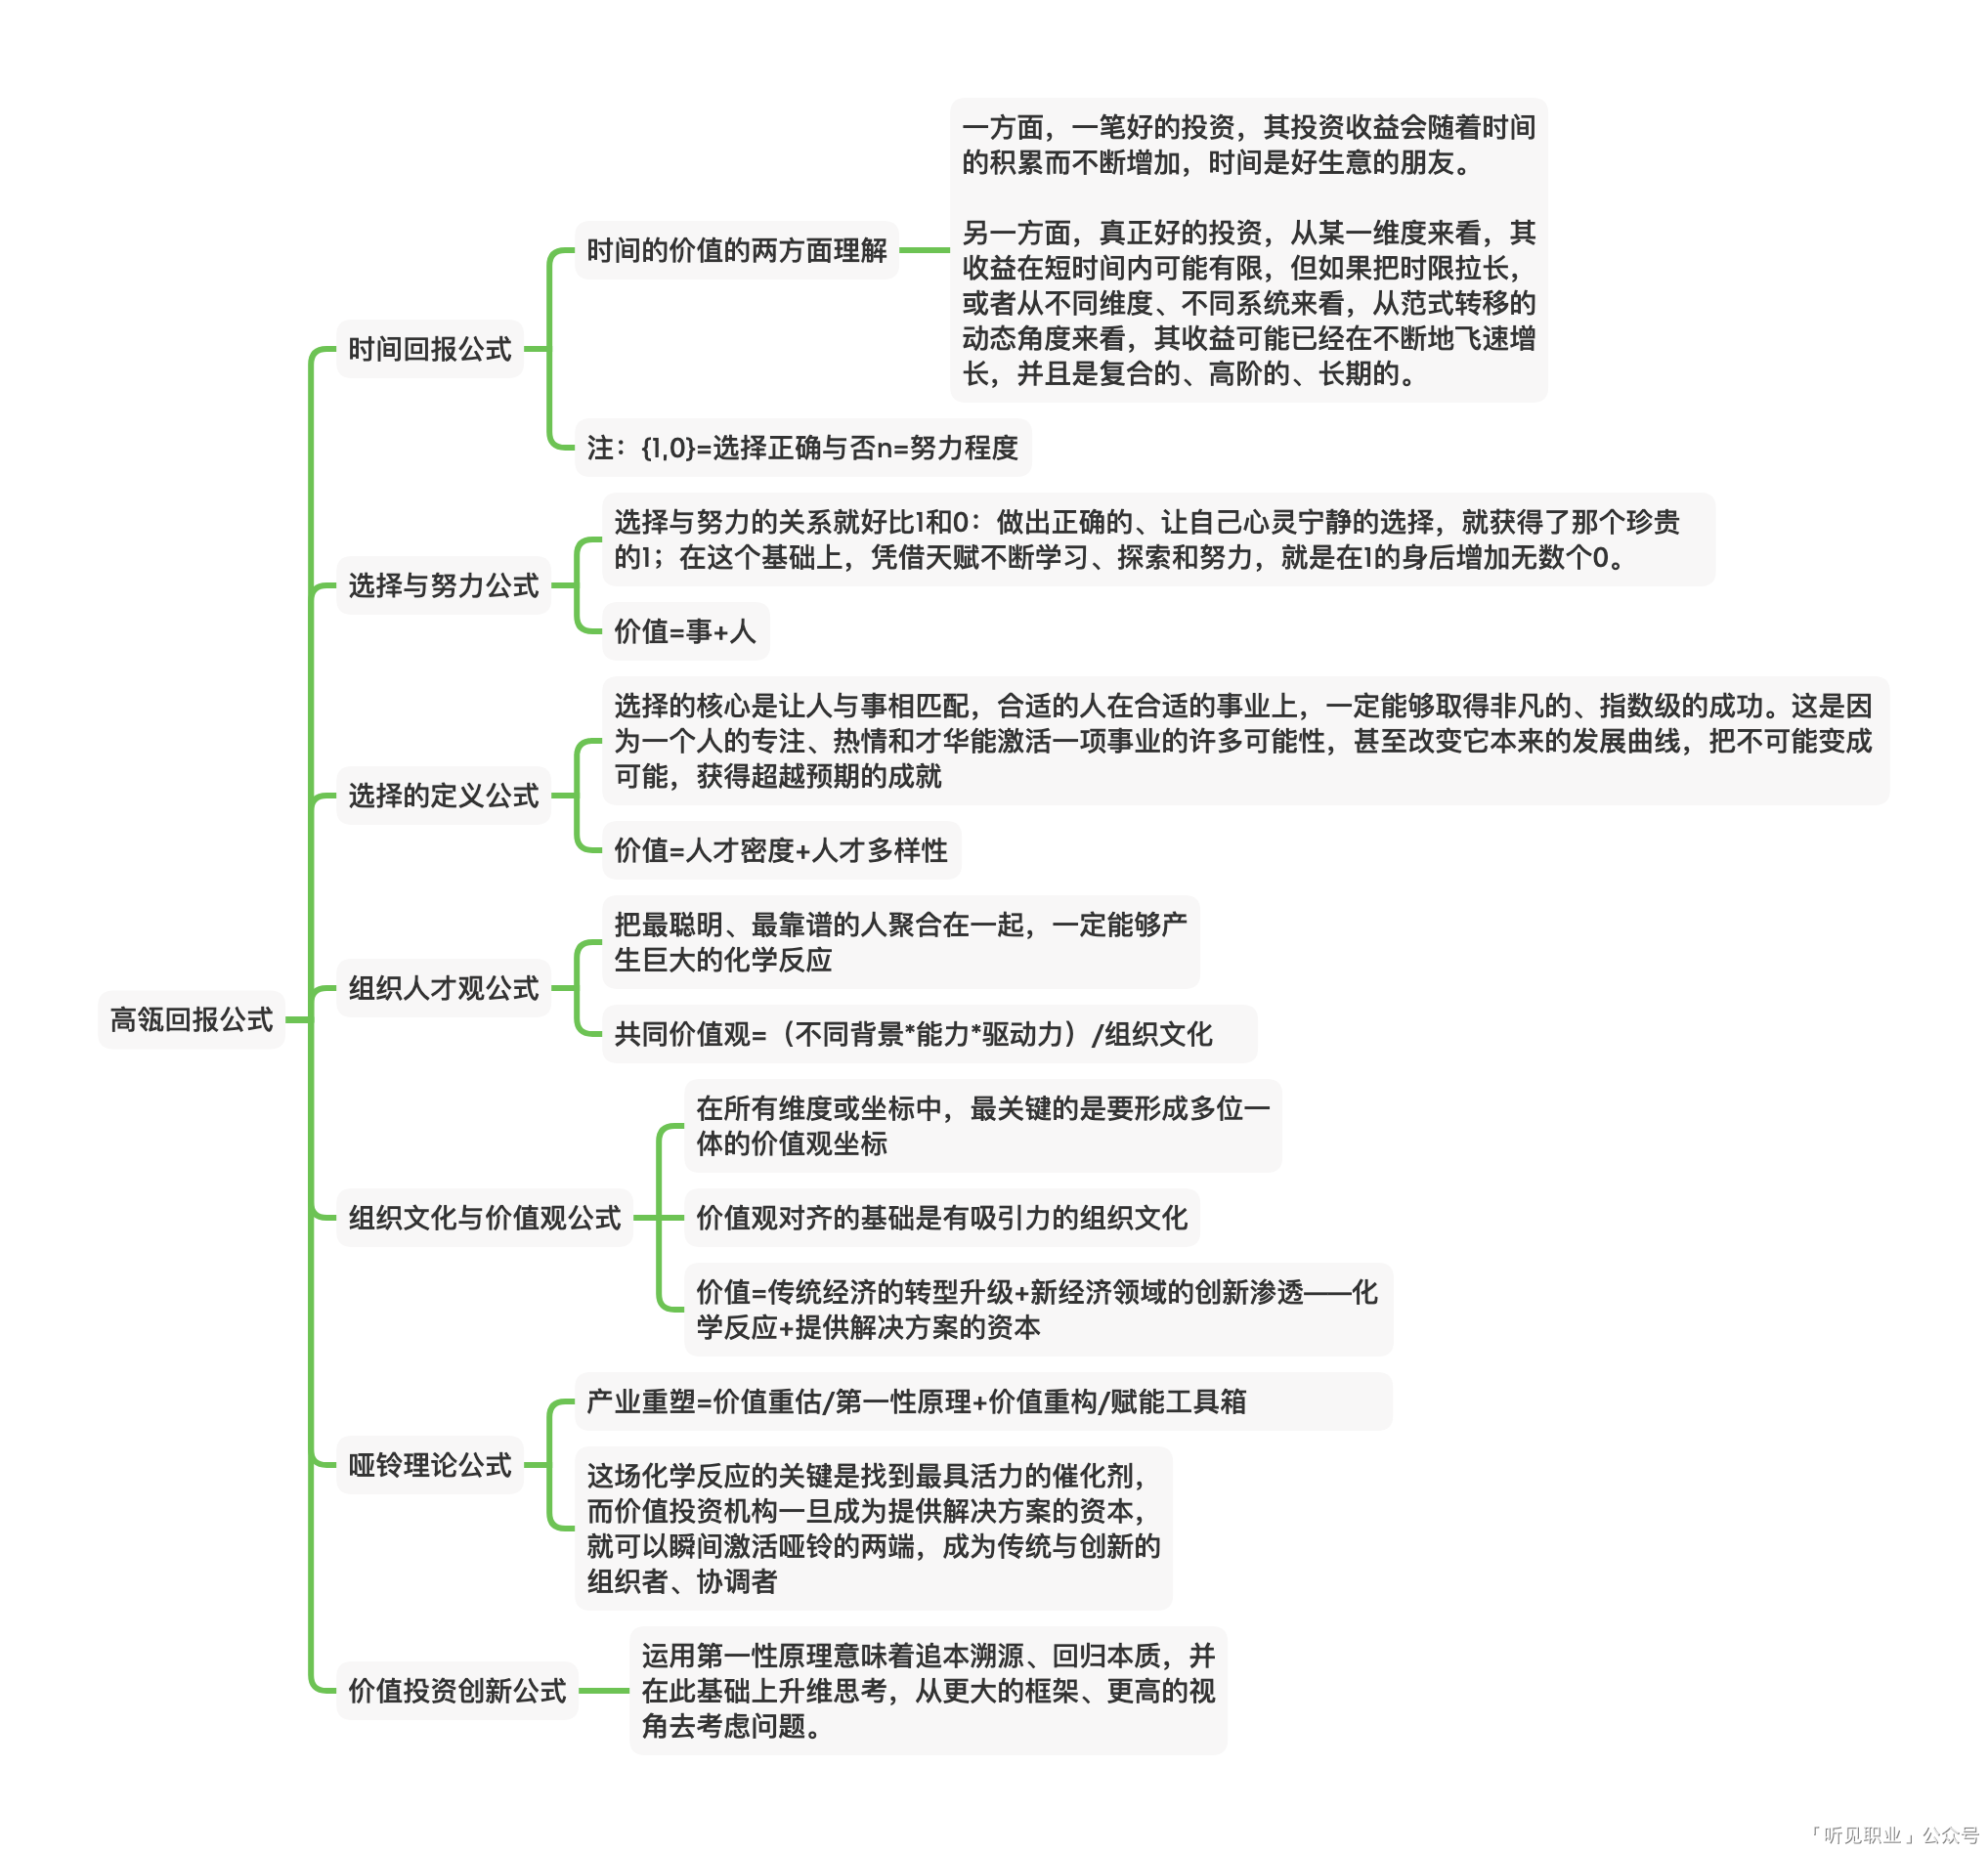 高瓴回报公式
时间回报公式
时间的价值的两方面理解
一方面，一笔好的投资，其投资收益会随着时间
的积累而不断增加，时间是好生意的朋友。
另一方面，真正好的投资，从某一维度来看，其
收益在短时间内可能有限，但如果把时限拉长，
或者从不同维度、不同系统来看，从范式转移的
动态角度来看，其收益可能已经在不断地飞速增
长，并且是复合的、高阶的、长期的。
注：{1,0}=选择正确与否n=努力程度
选择与努力公式
选择与努力的关系就好比1和0：做出正确的、让自己心灵宁静的选择，就获得了那个珍贵
的1；在这个基础上，凭借天赋不断学习、探索和努力，就是在1的身后增加无数个0。
价值=事+人
选择的定义公式
选择的核心是让人与事相匹配，合适的人在合适的事业上，一定能够取得非凡的、指数级的成功。这是因
为一个人的专注、热情和才华能激活一项事业的许多可能性，甚至改变它本来的发展曲线，把不可能变成
可能，获得超越预期的成就
价值=人才密度+人才多样性
组织人才观公式
把最聪明、最靠谱的人聚合在一起，一定能够产
生巨大的化学反应
共同价值观=（不同背景*能力*驱动力）/组织文化
组织文化与价值观公式
在所有维度或坐标中，最关键的是要形成多位一
体的价值观坐标
价值观对齐的基础是有吸引力的组织文化
价值=传统经济的转型升级+新经济领域的创新渗透——化
学反应+提供解决方案的资本
哑铃理论公式
产业重塑=价值重估/第一性原理+价值重构/赋能工具箱
这场化学反应的关键是找到最具活力的催化剂，
而价值投资机构一旦成为提供解决方案的资本，
就可以瞬间激活哑铃的两端，成为传统与创新的
组织者、协调者
价值投资创新公式
运用第一性原理意味着追本溯源、回归本质，并
在此基础上升维思考，从更大的框架、更高的视
角去考虑问题。
「听见职业」公众号